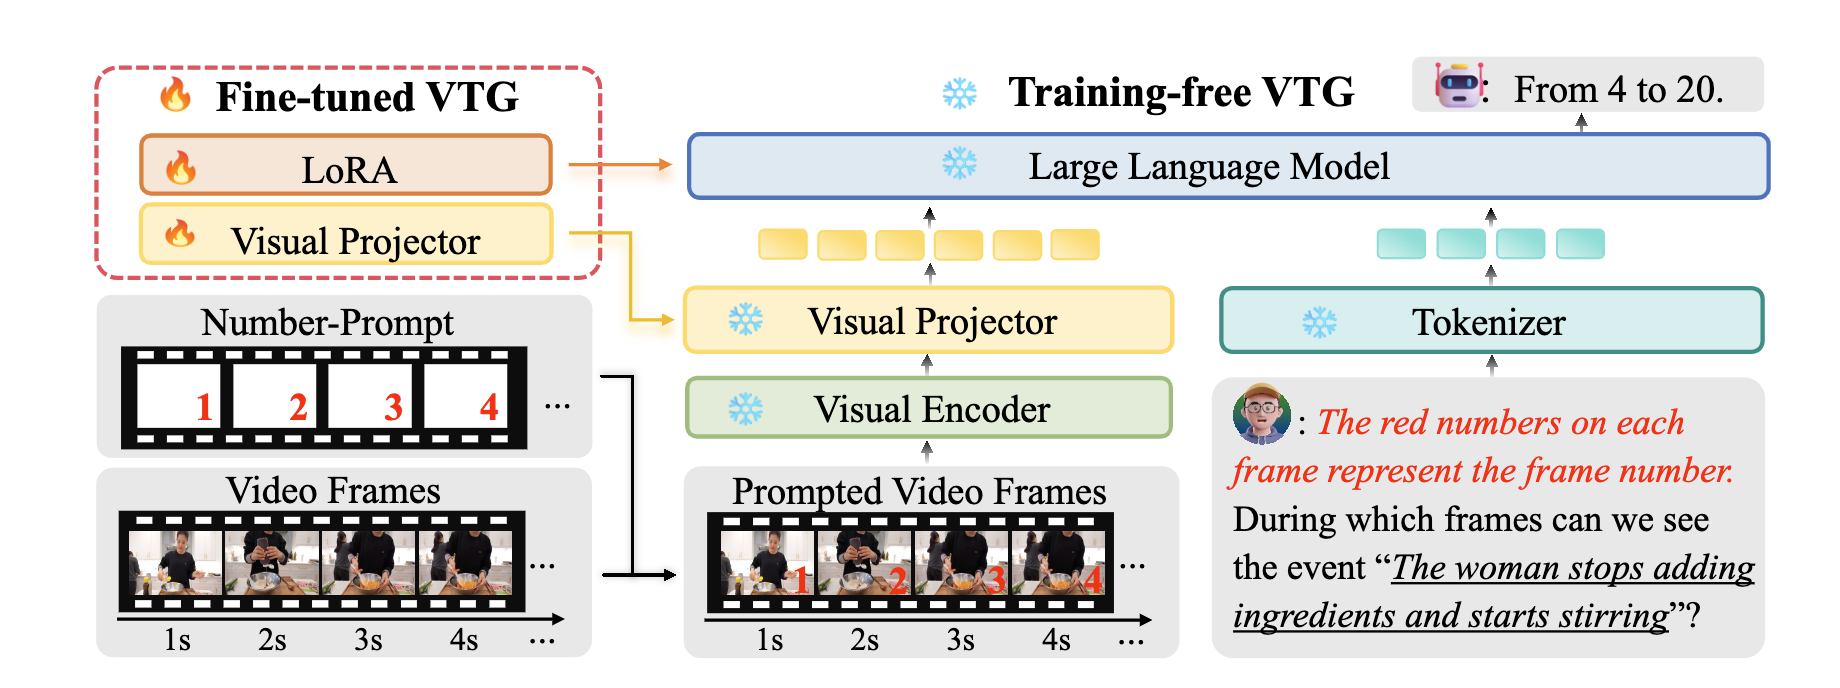 Fine-tuned VTG
LoRA
Visual Projector
Number-Prompt
1 2 3 4 ...
Video Frames
...
1s 2s 3s 4s ...
Training-free VTG
: From 4 to 20.
Large Language Model
Visual Projector
Visual Encoder
Prompted Video Frames
1 2 3 4 ...
1s 2s 3s 4s ...
Tokenizer
: The red numbers on each
frame represent the frame number.
During which frames can we see
the event “The woman stops adding
ingredients and starts stirring”?